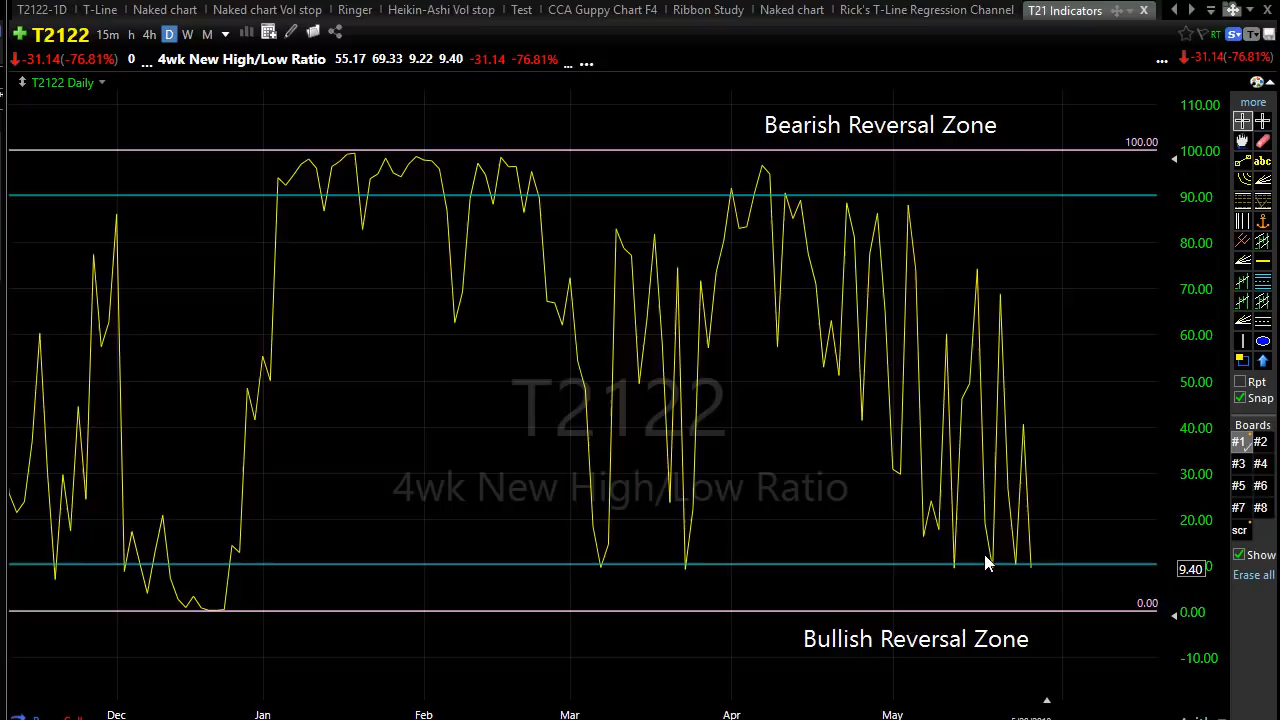 T2122-1D T-Line Naked chart Naked chart Vol stop Ringer Heikin-Ashi Vol stop Test CCA Guppy Chart F4 Ribbon Study Naked chart Rick's T-Line Regression Channel T21 Indicators X
T2122 15m h 4h D W M RT S T
-31.14(-76.81%) 0 ... 4wk New High/Low Ratio 55.17 69.33 9.22 9.40 -31.14 -76.81% ... ... ... -31.14(-76.81%)
T2122 Daily
more
110.00
Bearish Reversal Zone
100.00
100.00
abc
90.00
80.00
70.00
60.00
50.00
Rpt
Snap
T2122
40.00
Boards
#1 #2
30.00
#3 #4
4wk New High/Low Ratio
#5 #6
20.00
#7 #8
scr
Show
9.40
Erase all
0.00
0.00
Bullish Reversal Zone
-10.00
Dec Jan Feb Mar Apr May